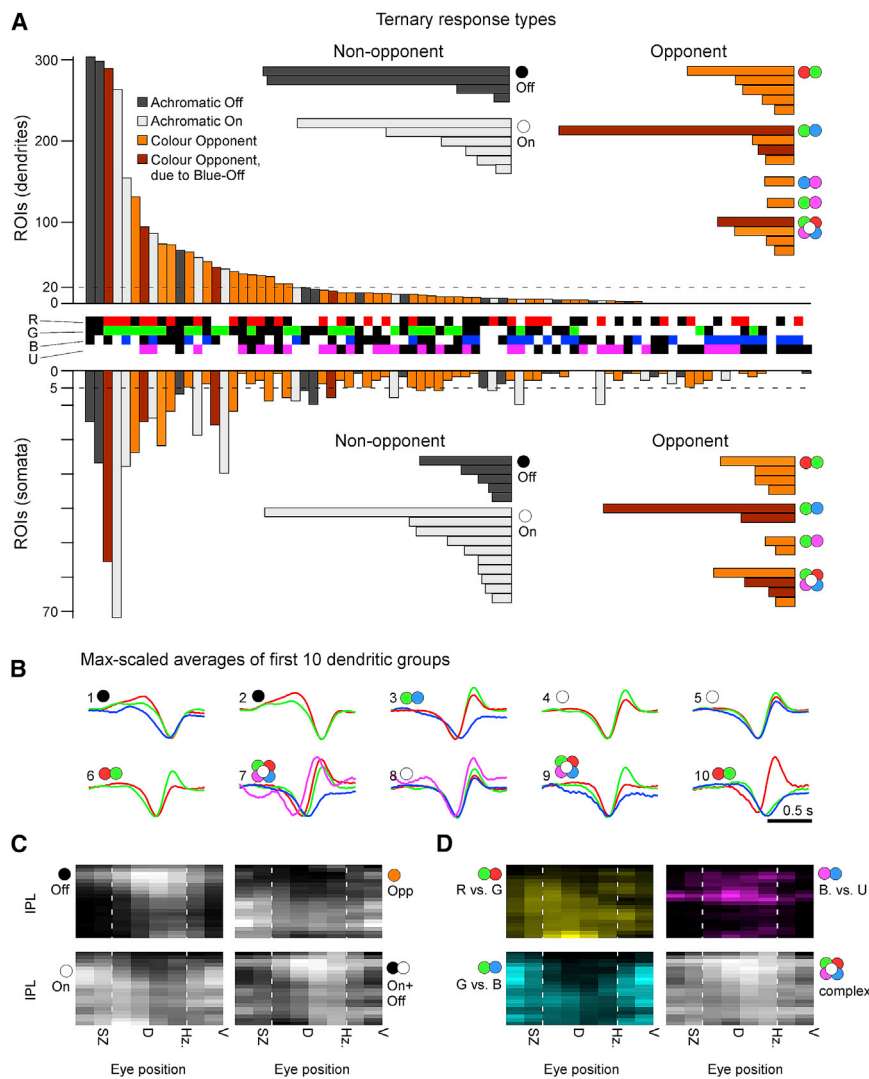 A
Ternary response types
Non-opponent
Opponent
300
200
100
20
0
ROIs (dendrites)
Achromatic Off
Achromatic On
Colour Opponent
Colour Opponent,
due to Blue-Off
Off
On
R
G
B
U
0
5
70
ROIs (somata)
Non-opponent
Opponent
Off
On
B
Max-scaled averages of first 10 dendritic groups
1
2
3
4
5
6
7
8
9
10
0.5 s
C
D
IPL
Off
Opp
R vs. G
B. vs U
IPL
On
On+
Off
G vs. B
complex
SZ
D
Hz.
V
SZ
D
Hz.
V
SZ
D
Hz.
V
SZ
D
Hz.
V
Eye position
Eye position
Eye position
Eye position